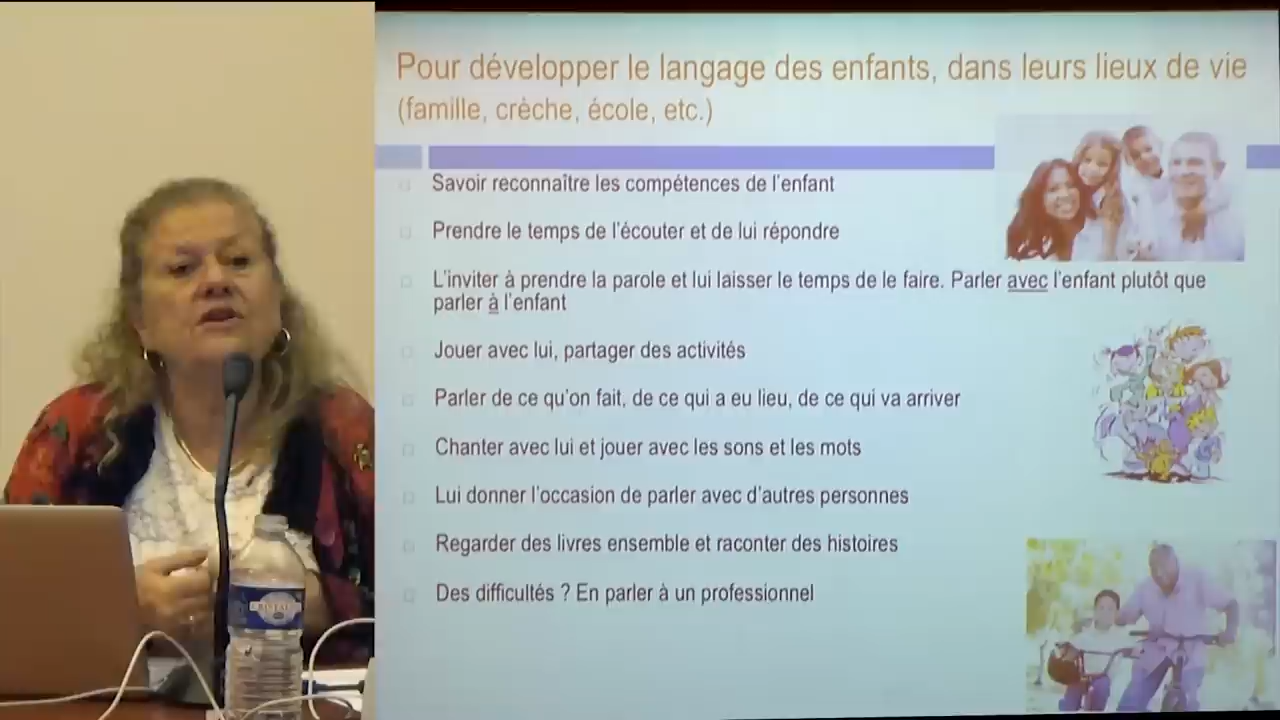 Pour développer le langage des enfants, dans leurs lieux de vie
(famille, crèche, école, etc.)
Savoir reconnaître les compétences de l'enfant
Prendre le temps de l'écouter et de lui répondre
L'inviter à prendre la parole et lui laisser le temps de le faire. Parler avec l'enfant plutôt que
parler à l'enfant
Jouer avec lui, partager des activités
Parler de ce qu'on fait, de ce qui a eu lieu, de ce qui va arriver
Chanter avec lui et jouer avec les sons et les mots
Lui donner l'occasion de parler avec d'autres personnes
Regarder des livres ensemble et raconter des histoires
Des difficultés ? En parler à un professionnel